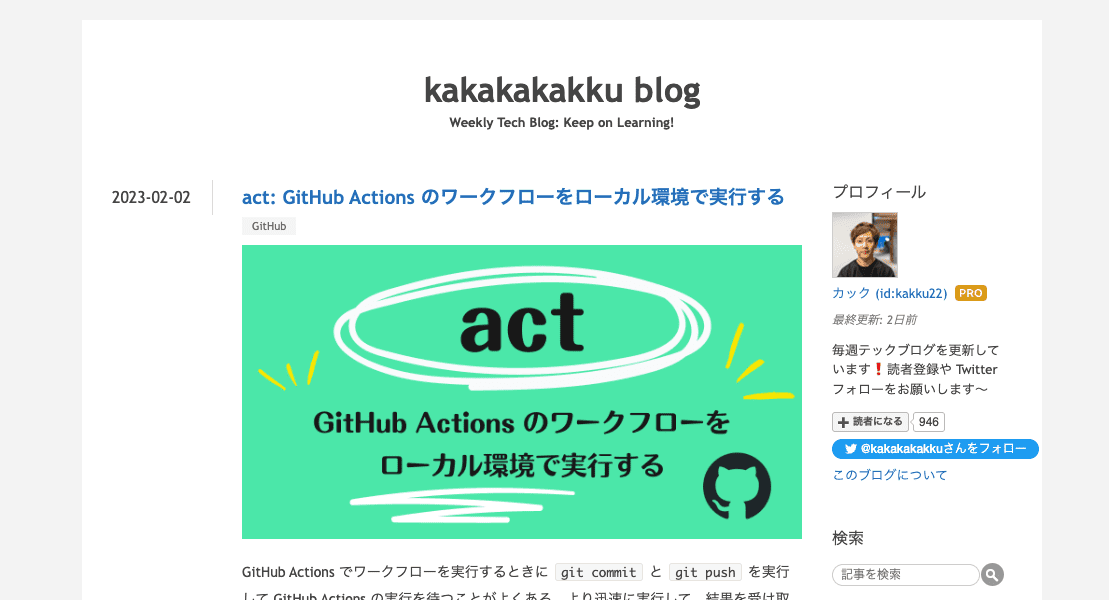 kakakakakku blog
Weekly Tech Blog: Keep on Learning!
2023-02-02
act: GitHub Actions のワークフローをローカル環境で実行する
GitHub
act
GitHub Actions のワークフローを
ローカル環境で実行する
GitHub Actions でワークフローを実行するときに git commit と git push を実行
して GitHub Actions の実行を待つことがよくある。より迅速に実行して、結果を受け取
プロフィール
カック (id:kakku22) PRO
最終更新: 2日前
毎週テックブログを更新して
います❗読者登録や Twitter
フォローをお願いします〜
読者になる 946
@kakakakakkuさんをフォロー
このブログについて
検索
記事を検索